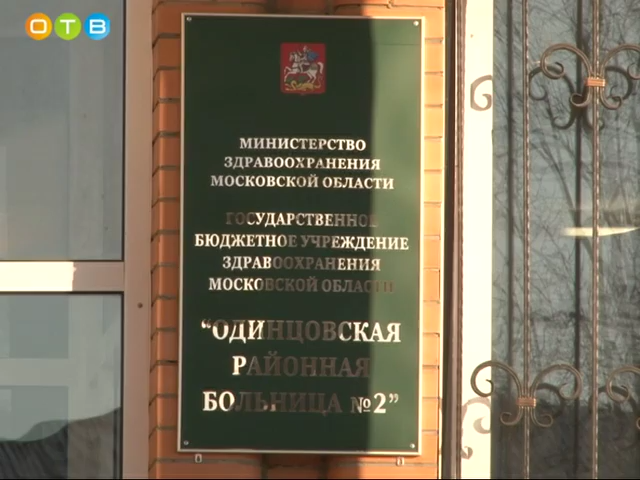 ОТВ
МИНИСТЕРСТВО
ЗДРАВООХРАНЕНИЯ
МОСКОВСКОЙ ОБЛАСТИ
ГОСУДАРСТВЕННОЕ
БЮДЖЕТНОЕ УЧРЕЖДЕНИЕ
ЗДРАВООХРАНЕНИЯ
МОСКОВСКОЙ ОБЛАСТИ
"ОДИНЦОВСКАЯ
РАЙОННАЯ
БОЛЬНИЦА №2"